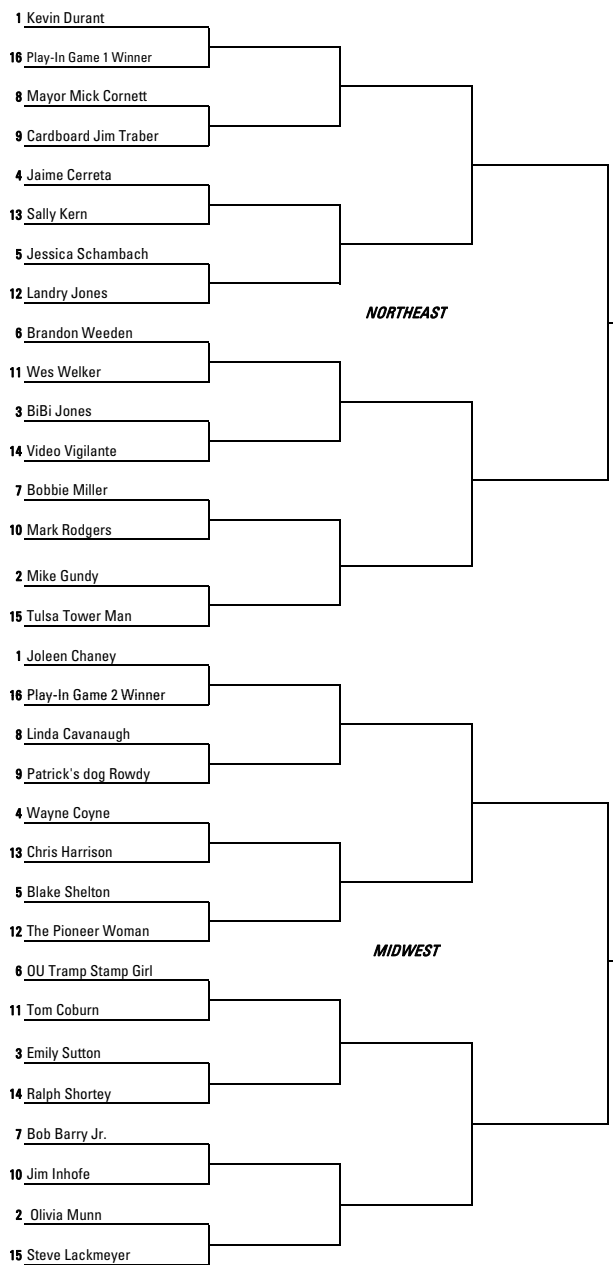 1 Kevin Durant
16 Play-In Game 1 Winner
8 Mayor Mick Cornett
9 Cardboard Jim Traber
4 Jaime Cerreta
13 Sally Kern
5 Jessica Schambach
12 Landry Jones
NORTHEAST
6 Brandon Weeden
11 Wes Welker
3 BiBi Jones
14 Video Vigilante
7 Bobbie Miller
10 Mark Rodgers
2 Mike Gundy
15 Tulsa Tower Man
1 Joleen Chaney
16 Play-In Game 2 Winner
8 Linda Cavanaugh
9 Patrick's dog Rowdy
4 Wayne Coyne
13 Chris Harrison
5 Blake Shelton
12 The Pioneer Woman
MIDWEST
6 OU Tramp Stamp Girl
11 Tom Coburn
3 Emily Sutton
14 Ralph Shortey
7 Bob Barry Jr.
10 Jim Inhofe
2 Olivia Munn
15 Steve Lackmeyer